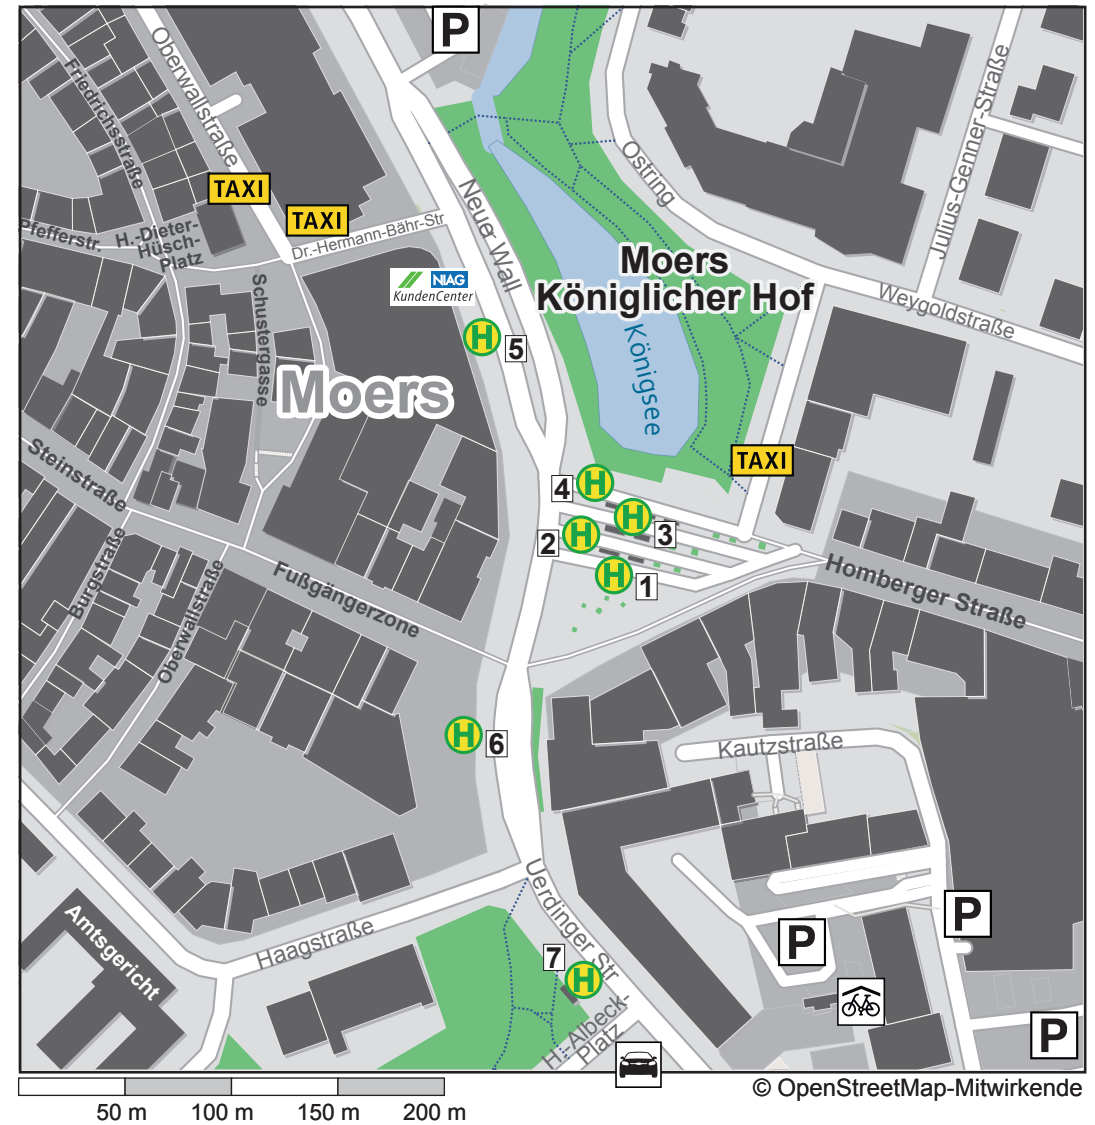 P
Oberwallstraße
Friedrichsstraße
TAXI
TAXI
Pfefferstr.
H.-Dieter-
Hüsch-
Platz
Dr.-Hermann-Bähr-Str
Neuer Wall
Ostring
Julius-Genner-Straße
Moers
Königlicher Hof
Weygoldstraße
NIAG
KundenCenter
Schustergasse
H
5
Königsee
Moers
Steinstraße
TAXI
4
H
H
3
2
H
H
1
Burgstraße
Oberwallstraße
Fußgängerzone
Homberger Straße
H
6
Kautzstraße
Uerdinger Str
Haagstraße
Amtsgericht
7
H
H.-Albeck-
Platz
P
P
P
50 m
100 m
150 m
200 m
© OpenStreetMap-Mitwirkende